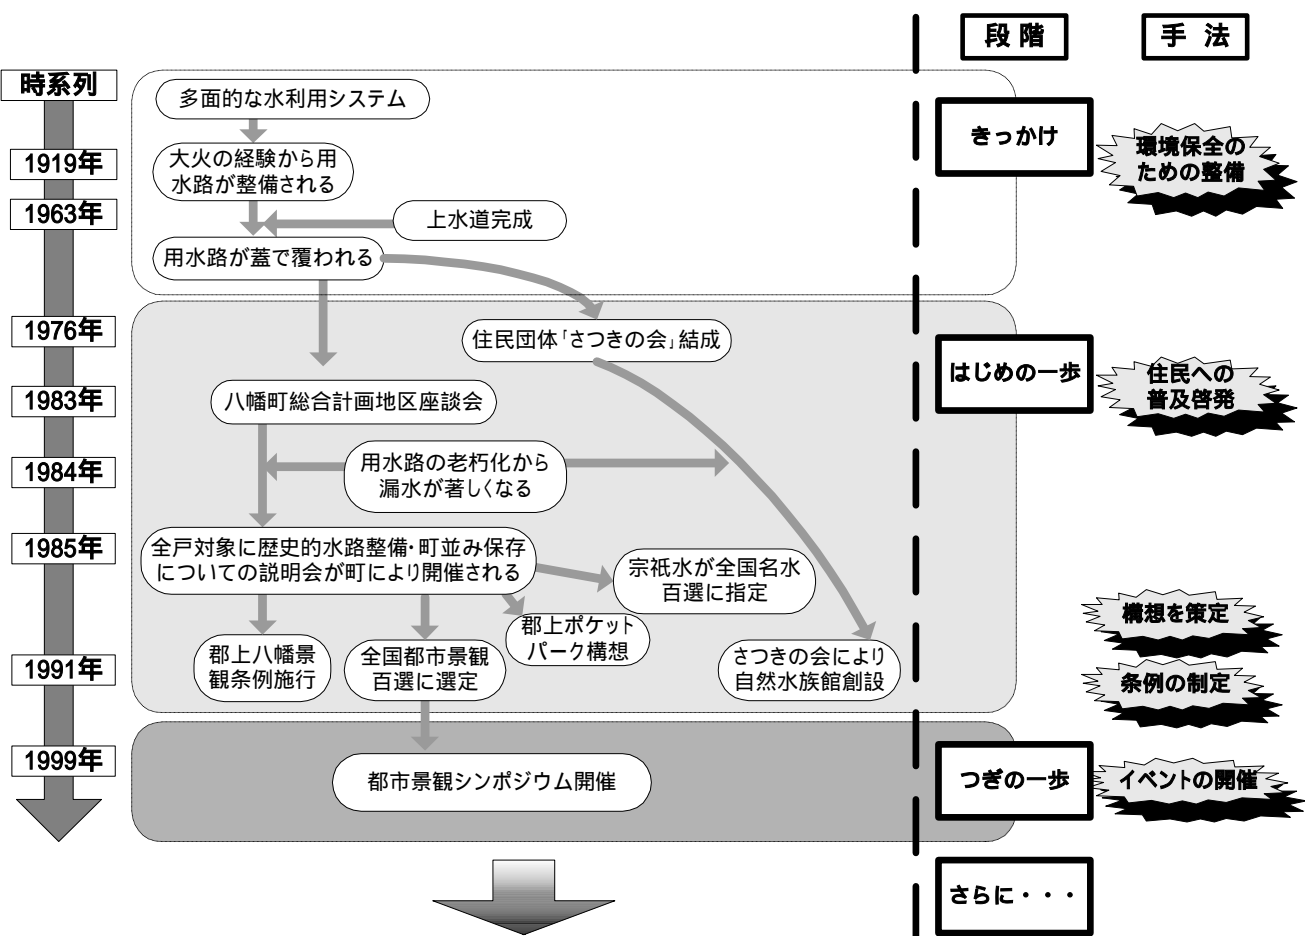 段階
手法
時系列
多面的な水利用システム
きっかけ
1919年
大火の経験から用
水路が整備される
環境保全の
ための整備
1963年
上水道完成
用水路が蓋で覆われる
1976年
住民団体「さつきの会」結成
はじめの一歩
住民への
普及啓発
1983年
八幡町総合計画地区座談会
1984年
用水路の老朽化から
漏水が著しくなる
1985年
全戸対象に歴史的水路整備・町並み保存
についての説明会が町により開催される
宗祇水が全国名水
百選に指定
郡上ポケット
パーク構想
構想を策定
1991年
郡上八幡景
観条例施行
全国都市景観
百選に選定
さつきの会により
自然水族館創設
条例の制定
1999年
都市景観シンポジウム開催
つぎの一歩
イベントの開催
さらに・・・